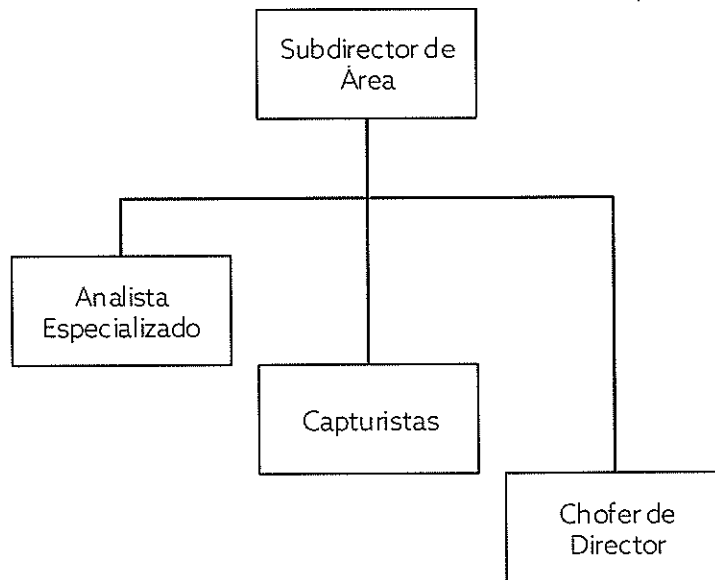 Subdirector de
Área
Analista
Especializado
Capturistas
Chofer de
Director